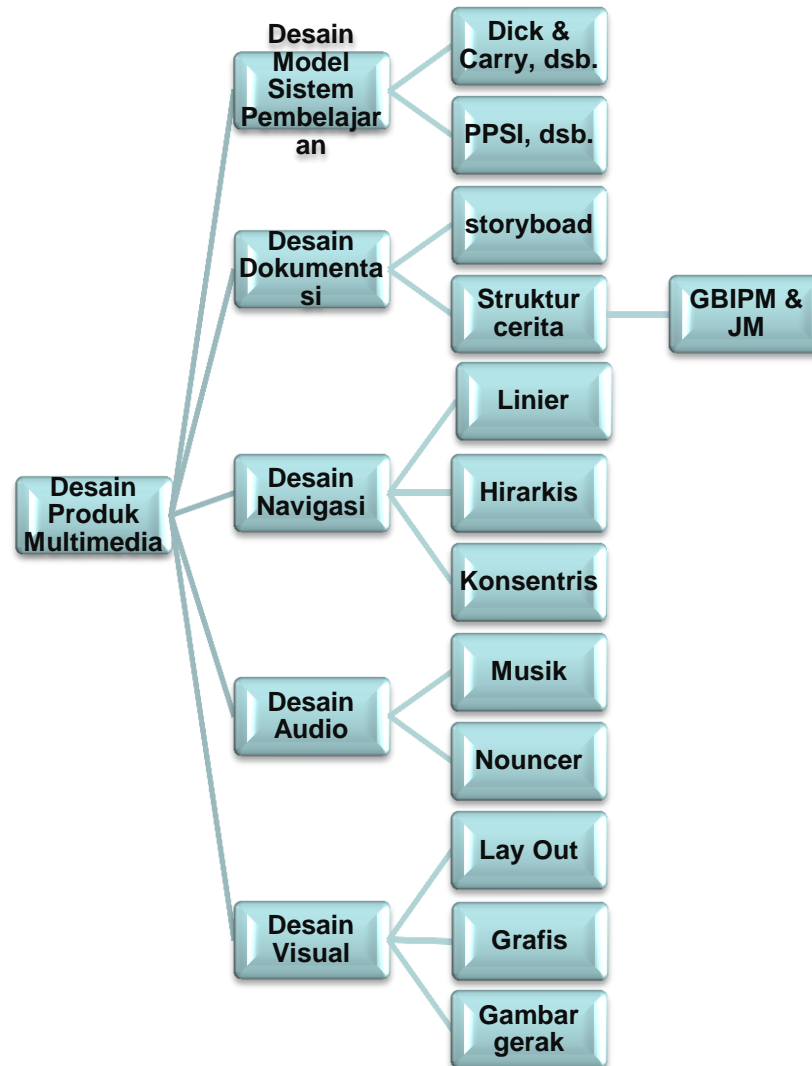 Desain
Produk
Multimedia
Desain
Model
Sistem
Pembelajar
an
Dick &
Carry, dsb.
PPSI, dsb.
Desain
Dokumenta
si
storyboad
Struktur
cerita
GBIPM &
JM
Desain
Navigasi
Linier
Hirarkis
Konsentris
Desain
Audio
Musik
Nouncer
Desain
Visual
Lay Out
Grafis
Gambar
gerak